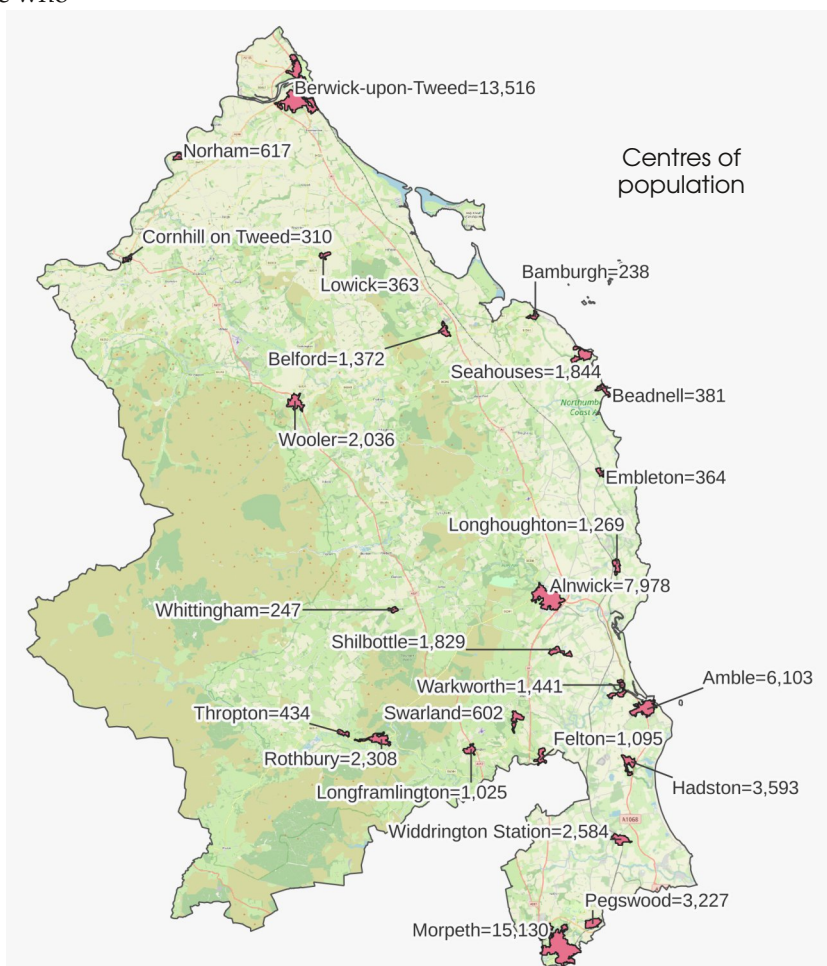 Berwick-upon-Tweed=13,516
Norham=617
Centres of
population
Cornhill on Tweed=310
Lowick=363
Bamburgh=238
Belford=1,372
Seahouses=1,844
Beadnell=381
Northumb
Coast A
Wooler=2,036
Embleton=364
Longhoughton=1,269
Alnwick=7,978
Whittingham=247
Shilbottle=1,829
Warkworth=1,441
Amble=6,103
Thropton=434
Swarland=602
Felton=1,095
Rothbury=2,308
Hadston=3,593
Longframlington=1,025
A1068
Widdrington Station=2,584
Pegswood=3,227
Morpeth=15,130